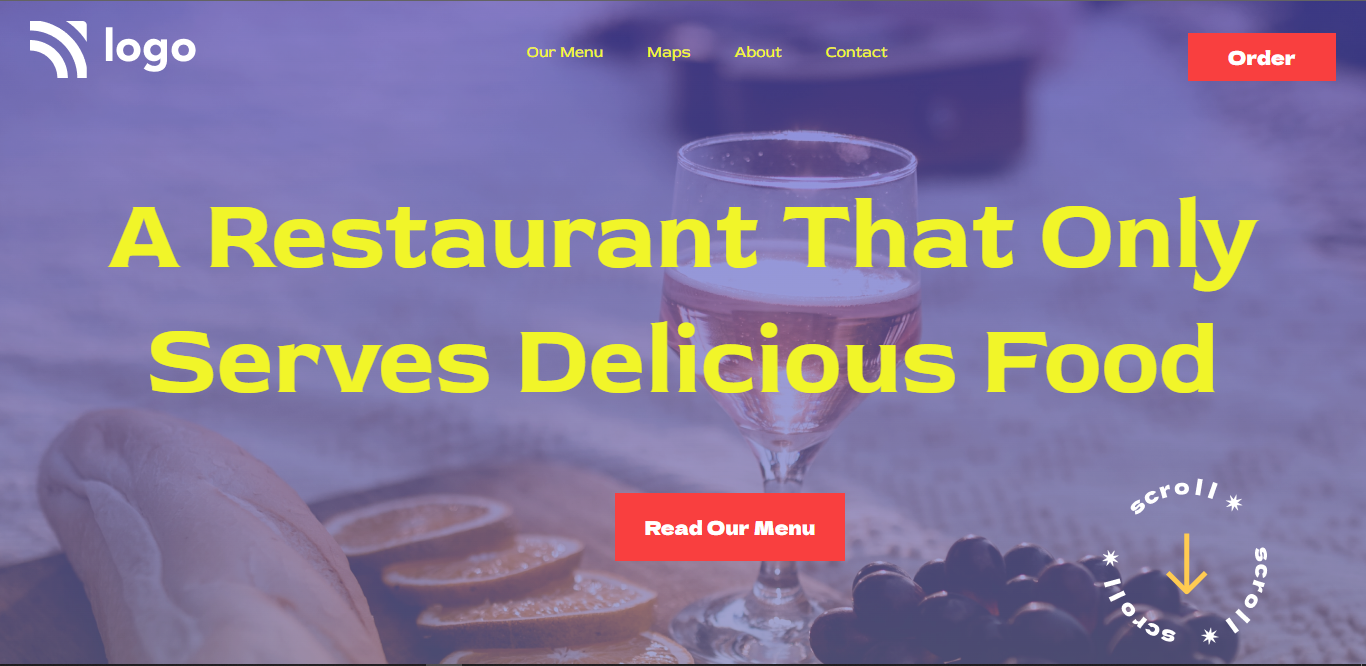 logo
Our Menu
Maps
About
Contact
Order
A Restaurant That Only
Serves Delicious Food
Read Our Menu
scroll
scroll
scroll